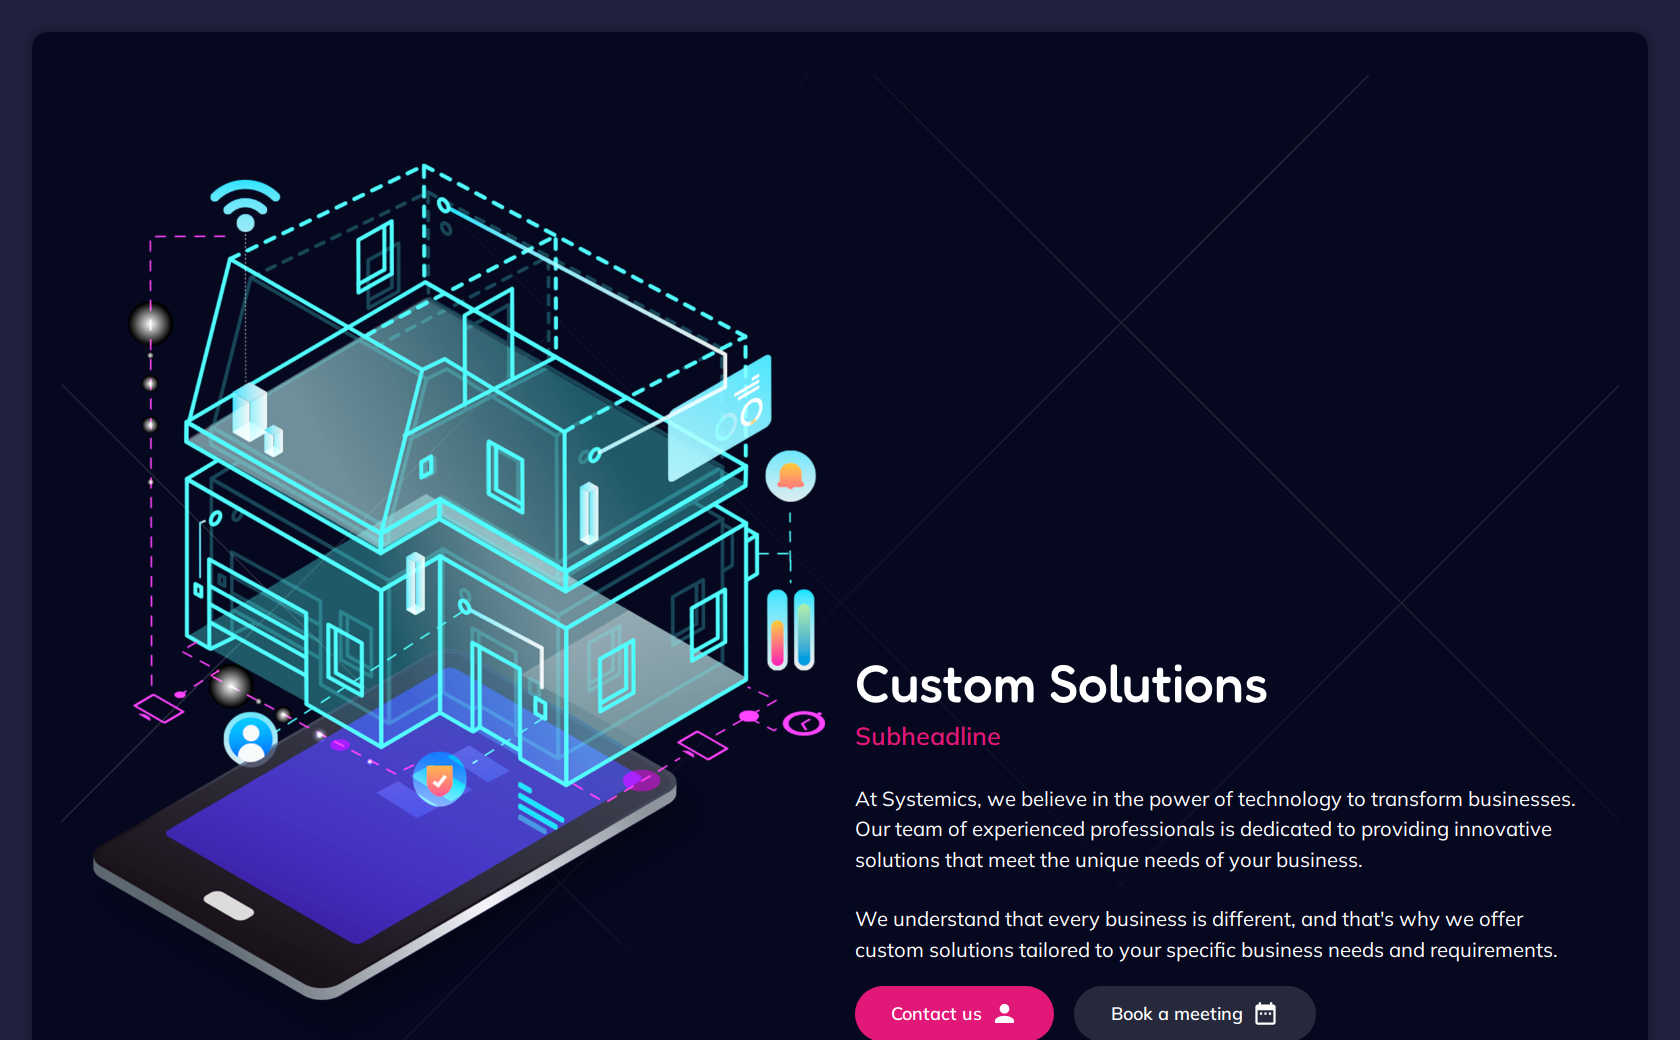 Custom Solutions
Subheadline
At Systemics, we believe in the power of technology to transform businesses.
Our team of experienced professionals is dedicated to providing innovative
solutions that meet the unique needs of your business.
We understand that every business is different, and that's why we offer
custom solutions tailored to your specific business needs and requirements.
Contact us
Book a meeting